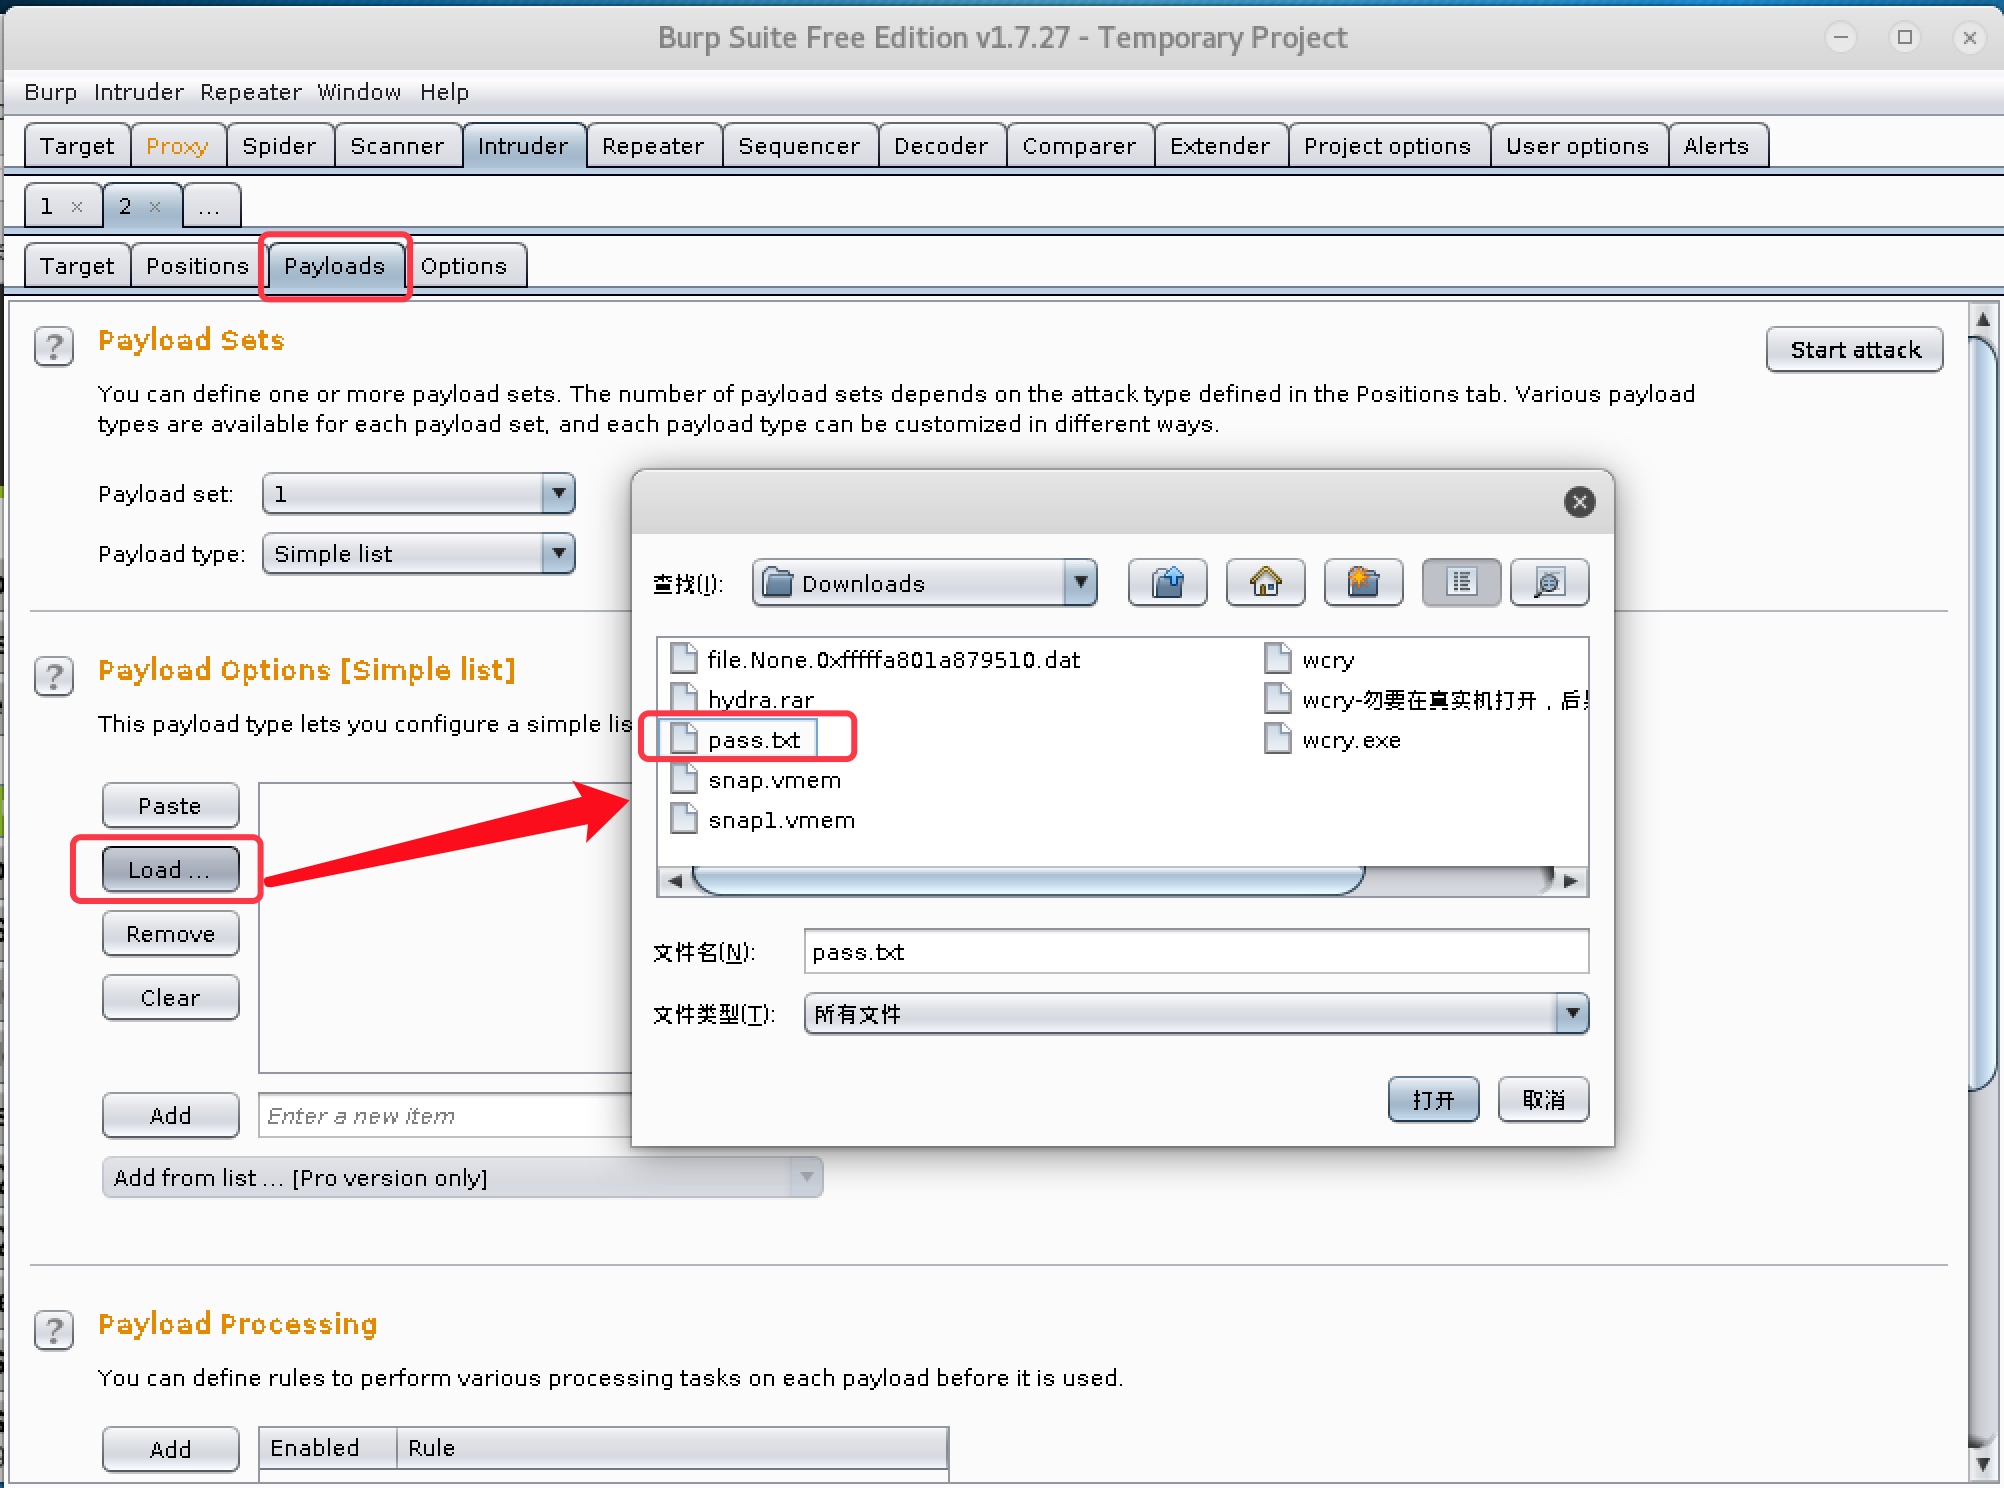 Burp Suite Free Edition v1.7.27 - Temporary Project
Burp Intruder Repeater Window Help
Target Proxy Spider Scanner Intruder Repeater Sequencer Decoder Comparer Extender Project options User options Alerts
1 × 2 × ...
Target Positions Payloads Options
? Payload Sets
Start attack
You can define one or more payload sets. The number of payload sets depends on the attack type defined in the Positions tab. Various payload
types are available for each payload set, and each payload type can be customized in different ways.
Payload set: 1
Payload type: Simple list
? Payload Options [Simple list]
This payload type lets you configure a simple lis
Paste
Load ...
Remove
Clear
Add Enter a new item
Add from list ... [Pro version only]
查找(I): Downloads
file.None.0xfffffa801a879510.dat
hydra.rar
pass.txt
snap.vmem
snap1.vmem
wcry
wcry-勿要在真实机打开，后
wcry.exe
文件名(N): pass.txt
文件类型(T): 所有文件
打开 取消
? Payload Processing
You can define rules to perform various processing tasks on each payload before it is used.
Add Enabled Rule